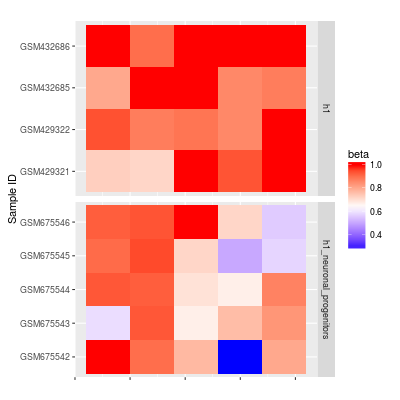 Sample ID
GSM432686
GSM432685
GSM429322
GSM429321
h1
GSM675546
GSM675545
GSM675544
GSM675543
GSM675542
h1_neuronal_progenitors
beta
1.0
0.8
0.6
0.4